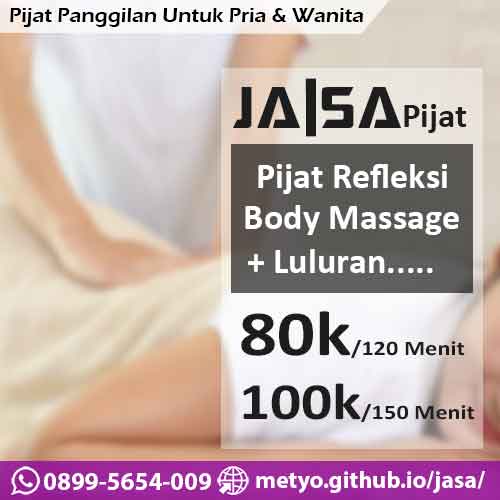 Pijat Panggilan Untuk Pria & Wanita
JA|SA Pijat
Pijat Refleksi
Body Massage
+ Luluran.....
80k/120 Menit
100k/150 Menit
0899-5654-009 metyo.github.io/jasa/